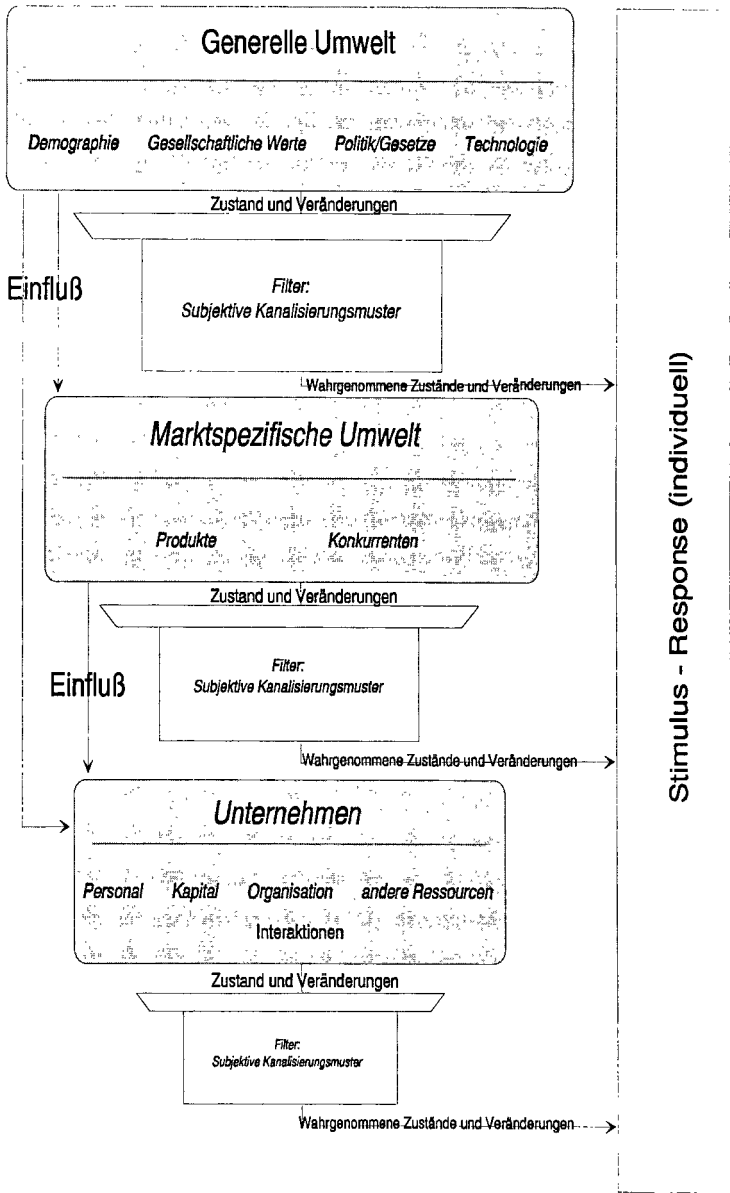 Generelle Umwelt
Demographie Gesellschaftliche Werte Politik/Gesetze Technologie
Zustand und Veränderungen
Einfluß
Filter:
Subjektive Kanalisierungsmuster
Wahrgenommene Zustände und Veränderungen
Marktspezifische Umwelt
Produkte Konkurrenten
Zustand und Veränderungen
Einfluß
Filter:
Subjektive Kanalisierungsmuster
Wahrgenommene Zustände und Veränderungen
Unternehmen
Personal Kapital Organisation andere Ressourcen
Interaktionen
Zustand und Veränderungen
Filter:
Subjektive Kanalisierungsmuster
Wahrgenommene Zustände und Veränderungen
Stimulus - Response (individuell)